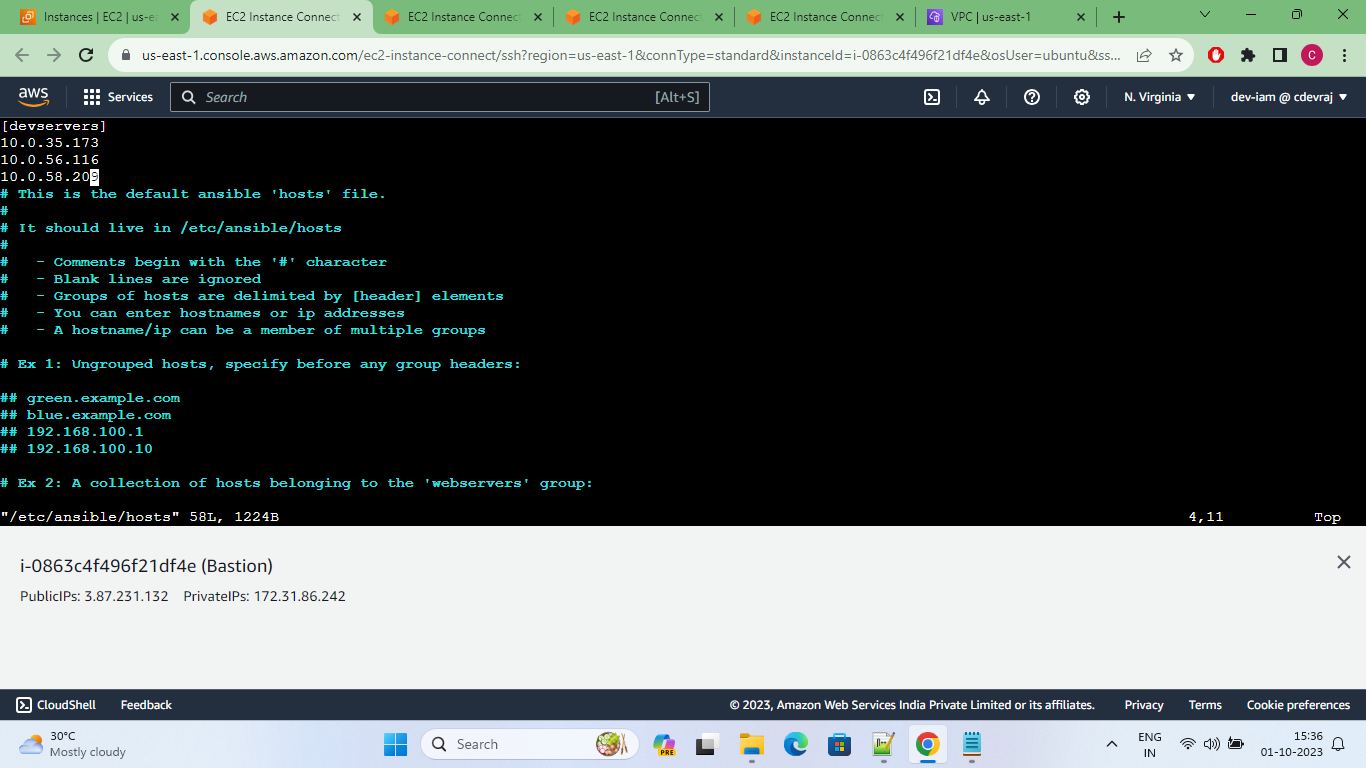 Instances | EC2 | us-e
EC2 Instance Connect
EC2 Instance Connect
EC2 Instance Connect
EC2 Instance Connect
VPC | us-east-1
us-east-1.console.aws.amazon.com/ec2-instance-connect/ssh?region=us-east-1&connType=standard&instanceId=i-0863c4f496f21df4e&osUser=ubuntu&ss...
C
aws
Services
Search
[Alt+S]
N. Virginia
dev-iam @ cdevraj
[devservers]
10.0.35.173
10.0.56.116
10.0.58.209
# This is the default ansible 'hosts' file.
#
# It should live in /etc/ansible/hosts
#
#   - Comments begin with the '#' character
#   - Blank lines are ignored
#   - Groups of hosts are delimited by [header] elements
#   - You can enter hostnames or ip addresses
#   - A hostname/ip can be a member of multiple groups
# Ex 1: Ungrouped hosts, specify before any group headers:
## green.example.com
## blue.example.com
## 192.168.100.1
## 192.168.100.10
# Ex 2: A collection of hosts belonging to the 'webservers' group:
"/etc/ansible/hosts" 58L, 1224B 4,11 Top
i-0863c4f496f21df4e (Bastion)
PublicIPs: 3.87.231.132 PrivateIPs: 172.31.86.242
CloudShell Feedback © 2023, Amazon Web Services India Private Limited or its affiliates. Privacy Terms Cookie preferences
30°C
Mostly cloudy
Search
PRE
ENG
IN
15:36
01-10-2023